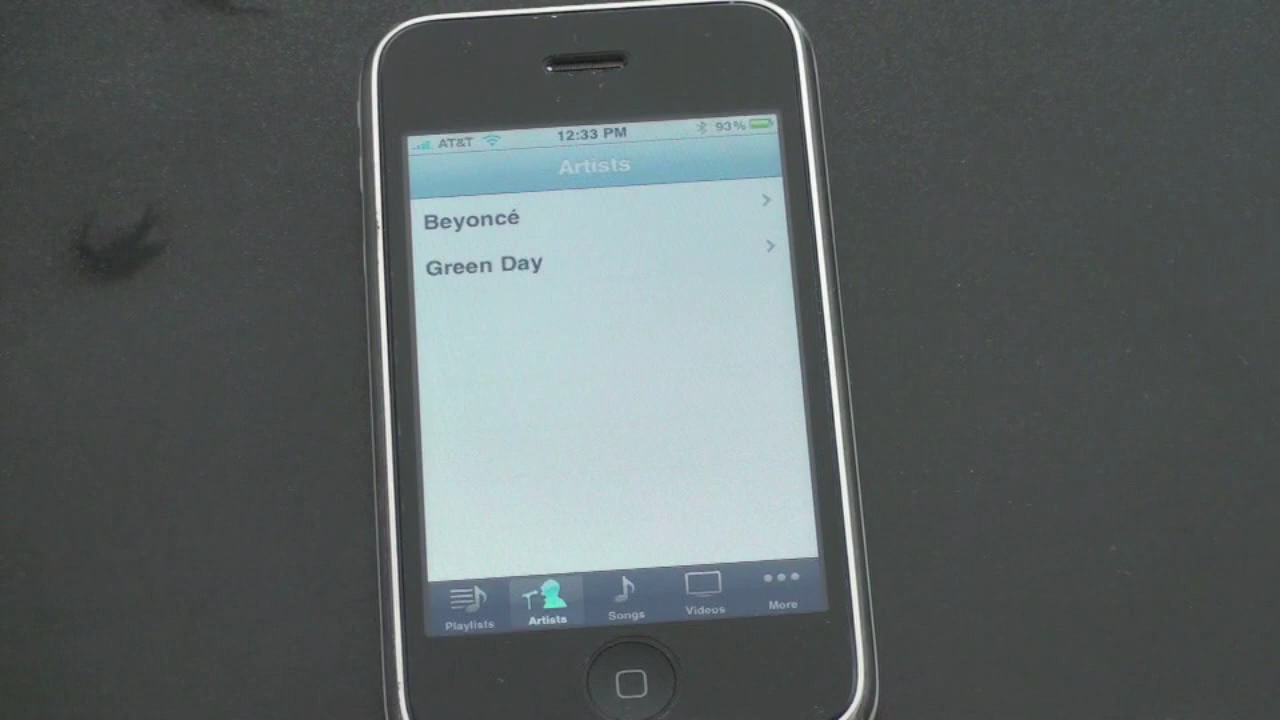 AT&T 12:33 PM 93%
Artists
Beyoncé
Green Day
Playlists Artists Songs Videos More